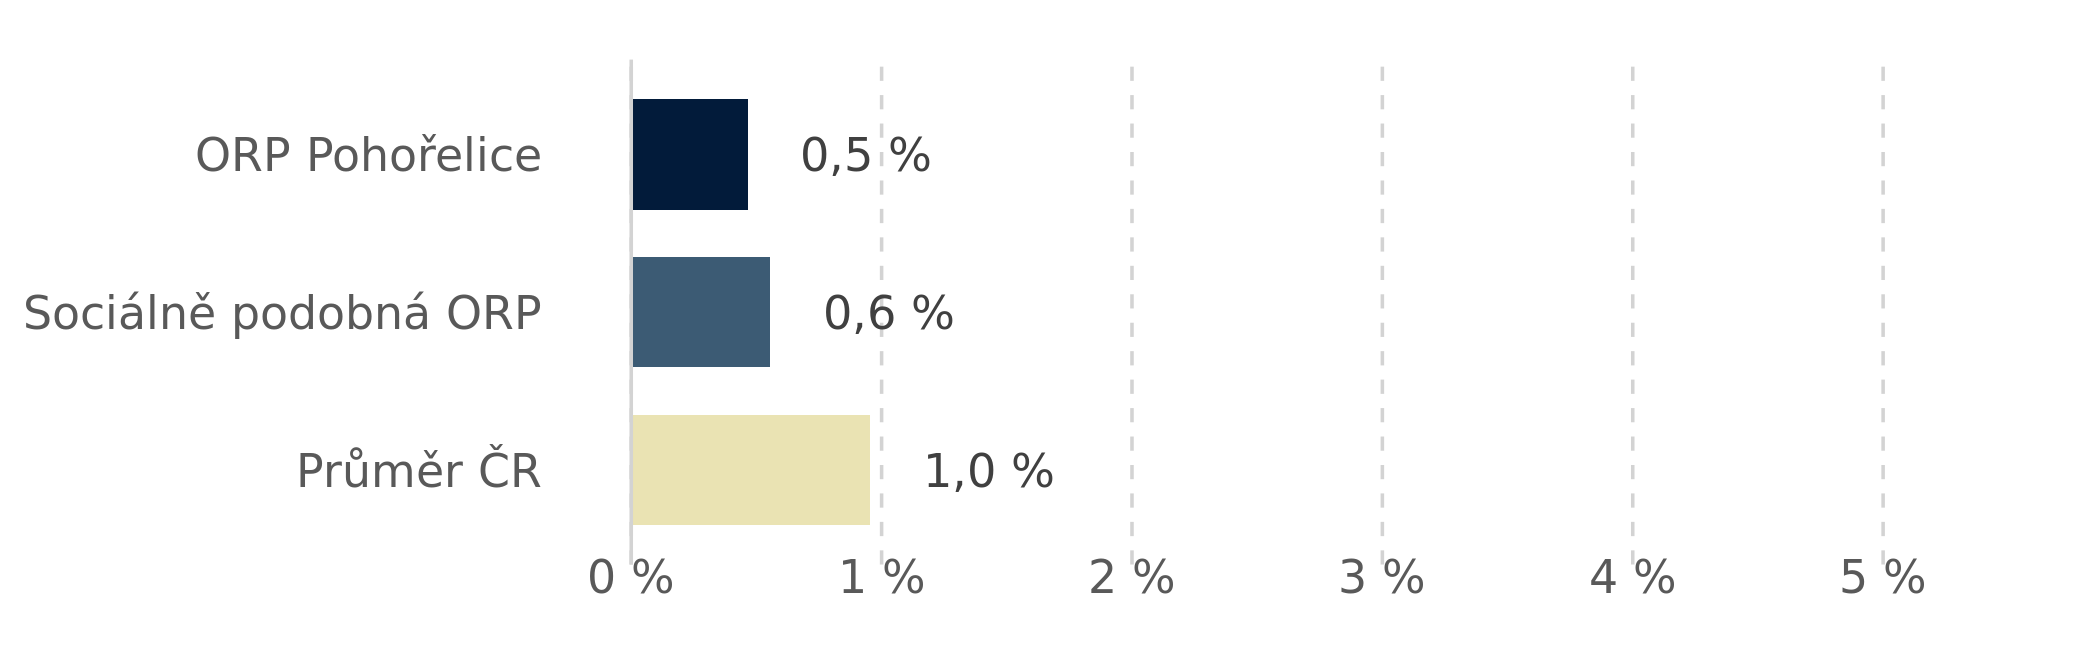 ORP Pohořelice 0,5 %
Sociálně podobná ORP 0,6 %
Průměr ČR 1,0 %
0 % 1 % 2 % 3 % 4 % 5 %